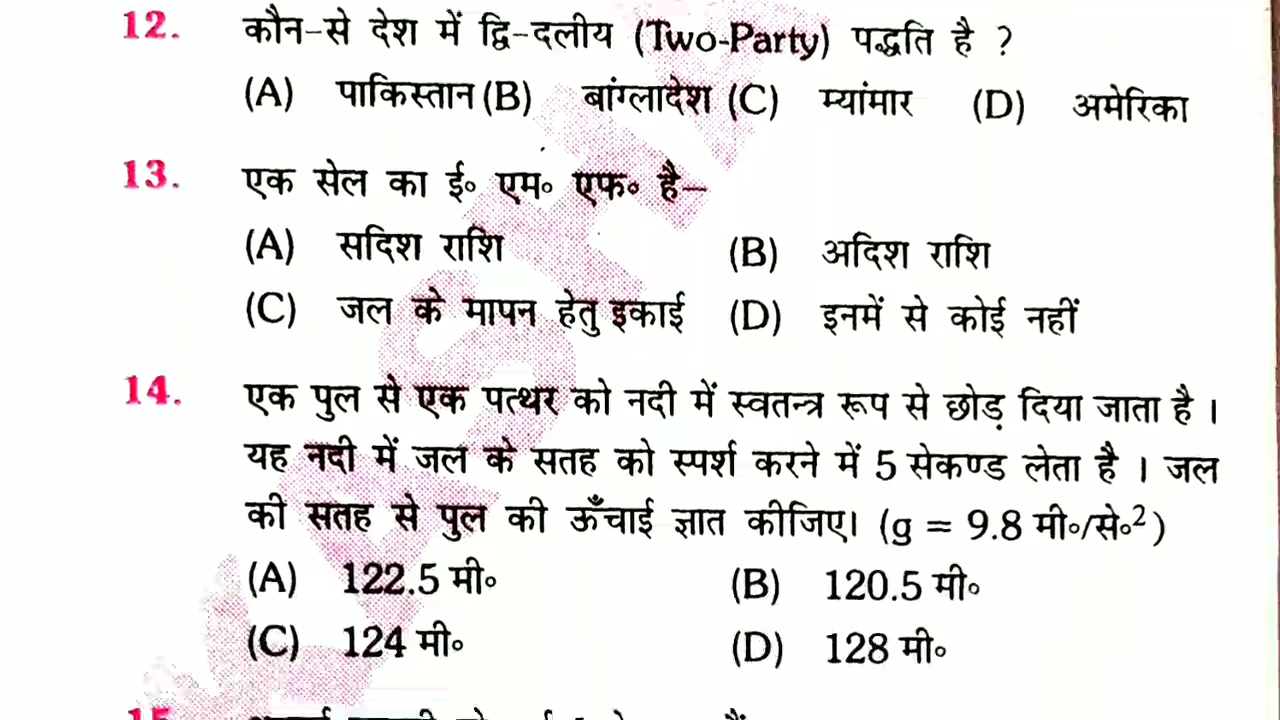 12. कौन-से देश में द्वि-दलीय (Two-Party) पद्धति है ?
(A) पाकिस्तान (B) बांग्लादेश (C) म्यांमार (D) अमेरिका
13. एक सेल का ई॰ एम॰ एफ॰ है–
(A) सदिश राशि (B) अदिश राशि
(C) जल के मापन हेतु इकाई (D) इनमें से कोई नहीं
14. एक पुल से एक पत्थर को नदी में स्वतन्त्र रूप से छोड़ दिया जाता है ।
यह नदी में जल के सतह को स्पर्श करने में 5 सेकण्ड लेता है । जल
की सतह से पुल की ऊँचाई ज्ञात कीजिए। (g = 9.8 मी॰/से॰²)
(A) 122.5 मी॰ (B) 120.5 मी॰
(C) 124 मी॰ (D) 128 मी॰
15.